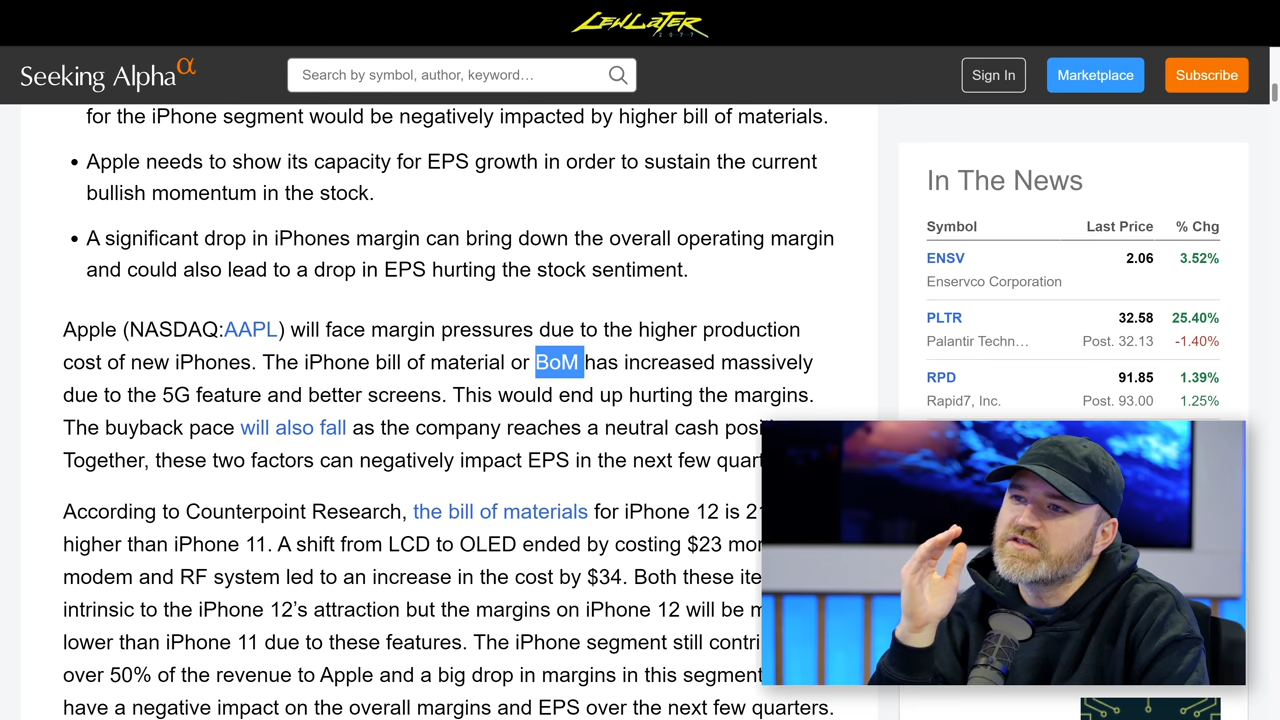 LEWLATER
2077
Seeking Alpha α
Search by symbol, author, keyword...
Sign In
Marketplace
Subscribe
for the iPhone segment would be negatively impacted by higher bill of materials.
• Apple needs to show its capacity for EPS growth in order to sustain the current
bullish momentum in the stock.
• A significant drop in iPhones margin can bring down the overall operating margin
and could also lead to a drop in EPS hurting the stock sentiment.
Apple (NASDAQ:AAPL) will face margin pressures due to the higher production
cost of new iPhones. The iPhone bill of material or BoM has increased massively
due to the 5G feature and better screens. This would end up hurting the margins.
The buyback pace will also fall as the company reaches a neutral cash
Together, these two factors can negatively impact EPS in the next few
According to Counterpoint Research, the bill of materials for iPhone 12 is
higher than iPhone 11. A shift from LCD to OLED ended by costing $23
modem and RF system led to an increase in the cost by $34. Both these
intrinsic to the iPhone 12’s attraction but the margins on iPhone 12 will be
lower than iPhone 11 due to these features. The iPhone segment still
over 50% of the revenue to Apple and a big drop in margins in this segment
have a negative impact on the overall margins and EPS over the next few quarters.
In The News
Symbol Last Price % Chg
ENSV 2.06 3.52%
Enservco Corporation
PLTR 32.58 25.40%
Palantir Techn… Post. 32.13 -1.40%
RPD 91.85 1.39%
Rapid7, Inc. Post. 93.00 1.25%